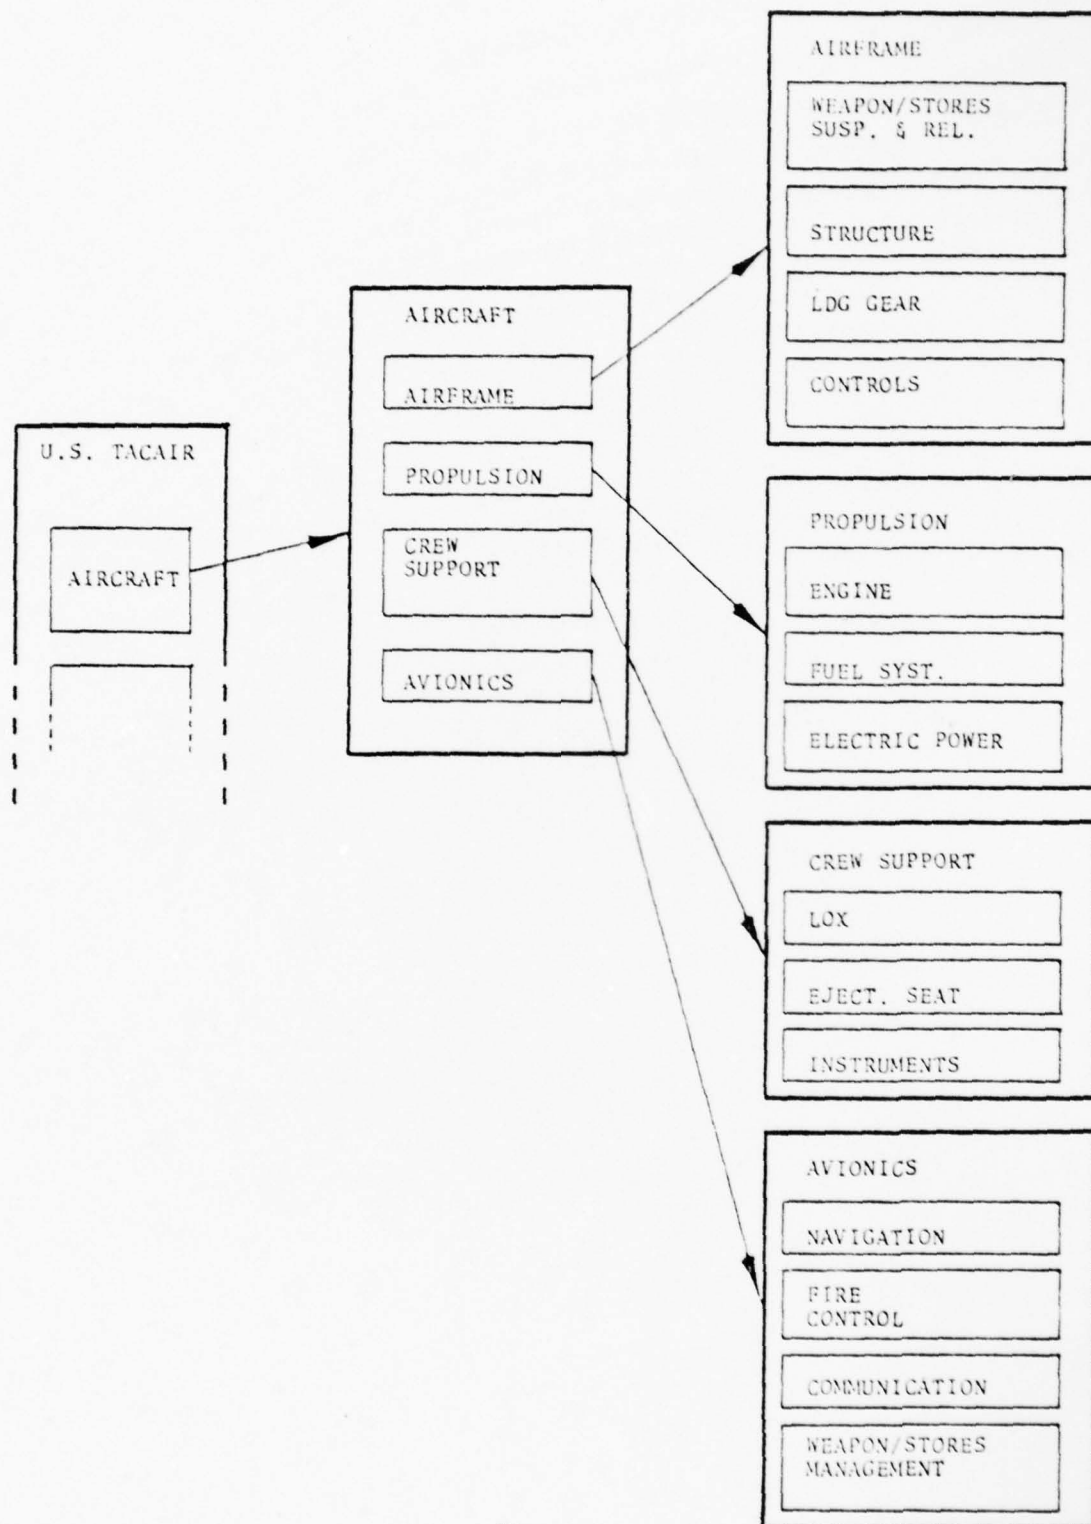 U.S. TACAIR
AIRCRAFT
AIRCRAFT
AIRFRAME
PROPULSION
CREW
SUPPORT
AVIONICS
AIRFRAME
WEAPON/STORES
SUSP. & REL.
STRUCTURE
LDG GEAR
CONTROLS
PROPULSION
ENGINE
FUEL SYST.
ELECTRIC POWER
CREW SUPPORT
LOX
EJECT. SEAT
INSTRUMENTS
AVIONICS
NAVIGATION
FIRE
CONTROL
COMMUNICATION
WEAPON/STORES
MANAGEMENT